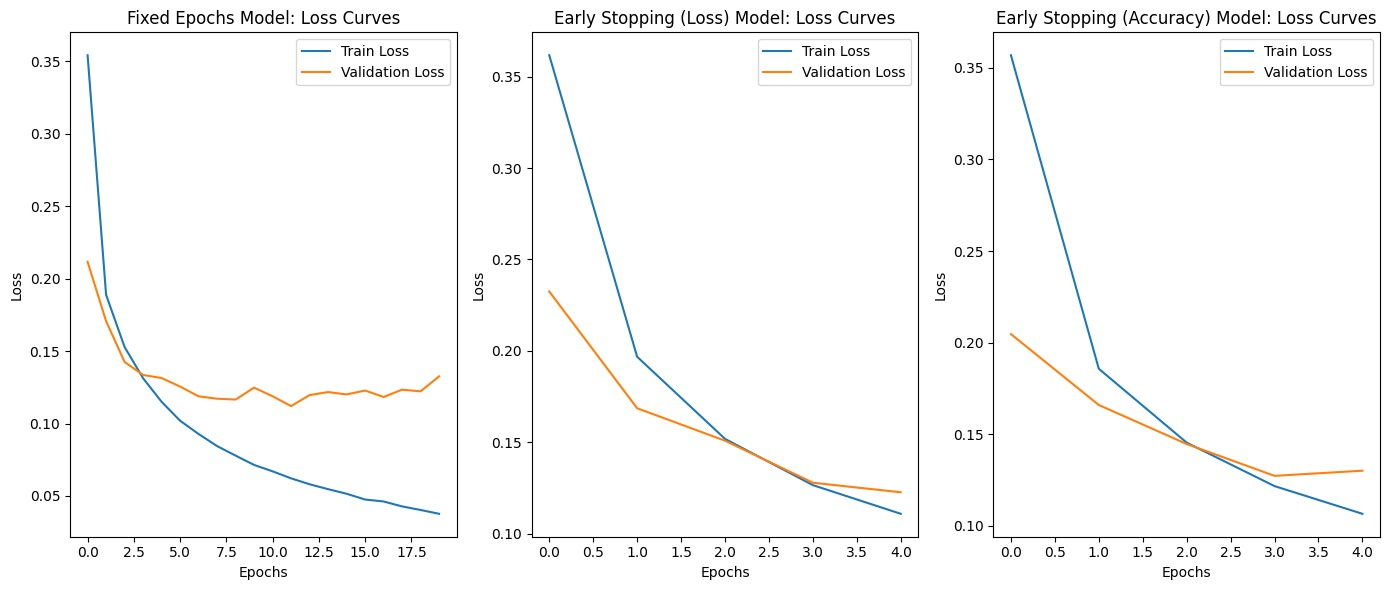 Fixed Epochs Model: Loss Curves
Train Loss
Validation Loss
Loss
0.35
0.30
0.25
0.20
0.15
0.10
0.05
0.0 2.5 5.0 7.5 10.0 12.5 15.0 17.5
Epochs
Early Stopping (Loss) Model: Loss Curves
Train Loss
Validation Loss
Loss
0.35
0.30
0.25
0.20
0.15
0.10
0.0 0.5 1.0 1.5 2.0 2.5 3.0 3.5 4.0
Epochs
Early Stopping (Accuracy) Model: Loss Curves
Train Loss
Validation Loss
Loss
0.35
0.30
0.25
0.20
0.15
0.10
0.0 0.5 1.0 1.5 2.0 2.5 3.0 3.5 4.0
Epochs